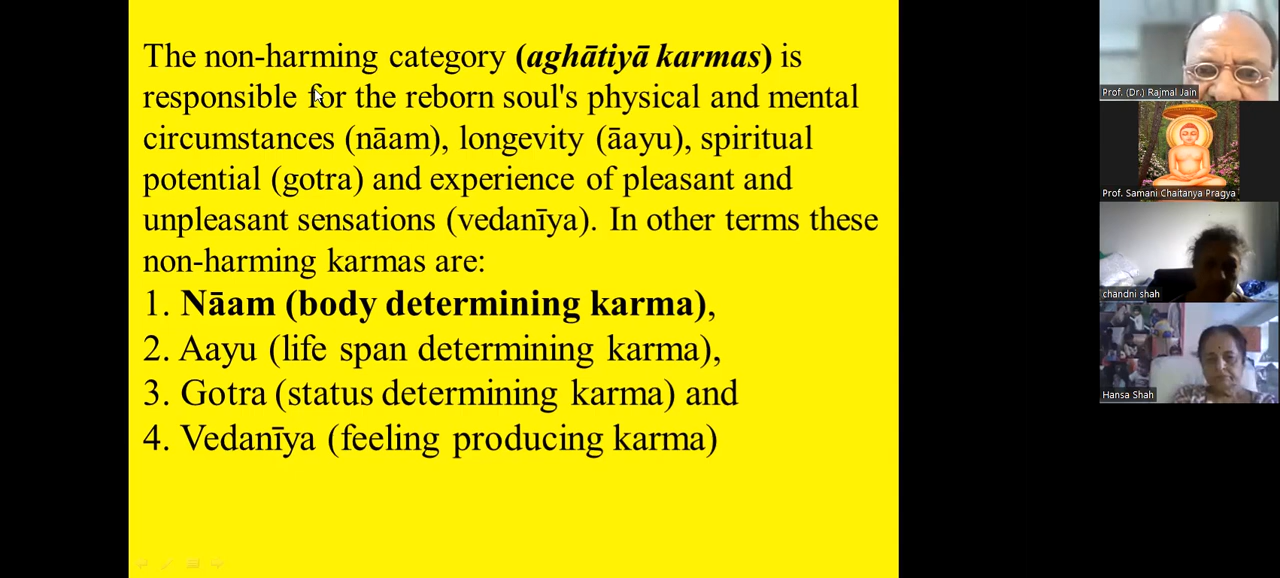 The non-harming category (aghātiyā karmas) is
responsible for the reborn soul's physical and mental
circumstances (nāam), longevity (āayu), spiritual
potential (gotra) and experience of pleasant and
unpleasant sensations (vedanīya). In other terms these
non-harming karmas are:
1. Nāam (body determining karma),
2. Aayu (life span determining karma),
3. Gotra (status determining karma) and
4. Vedanīya (feeling producing karma)
Prof. (Dr.) Rajmal Jain
Prof. Samani Chaitanya Pragya
chandni shah
Hansa Shah